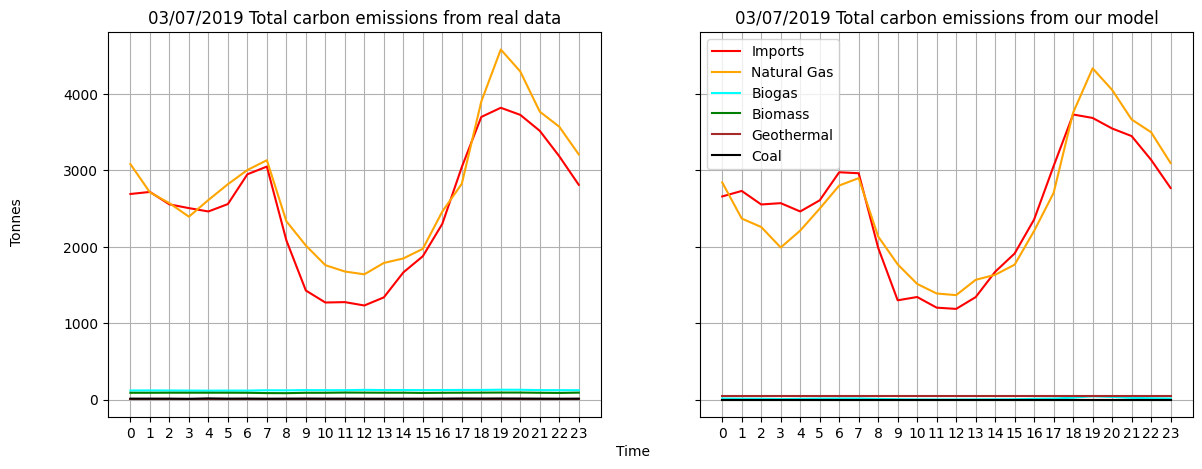 03/07/2019 Total carbon emissions from real data
03/07/2019 Total carbon emissions from our model
Tonnes
4000
3000
2000
1000
0
0 1 2 3 4 5 6 7 8 9 10 11 12 13 14 15 16 17 18 19 20 21 22 23
Imports
Natural Gas
Biogas
Biomass
Geothermal
Coal
0 1 2 3 4 5 6 7 8 9 10 11 12 13 14 15 16 17 18 19 20 21 22 23
Time